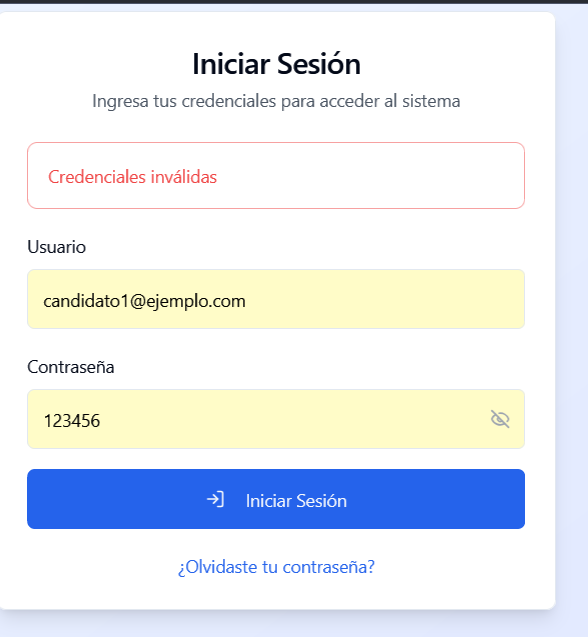 Iniciar Sesión
Ingresa tus credenciales para acceder al sistema
Credenciales inválidas
Usuario
candidato1@ejemplo.com
Contraseña
123456
Iniciar Sesión
¿Olvidaste tu contraseña?